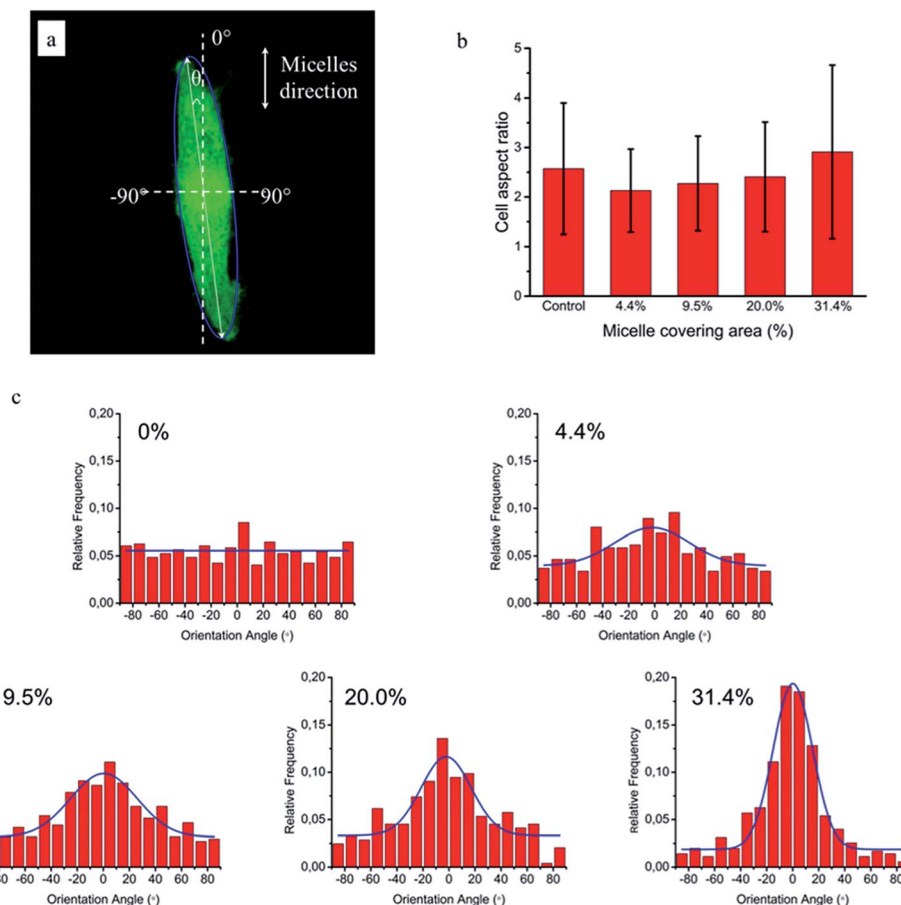 a
0°
Micelles
direction
θ
-90°
90°
b
5
4
3
2
1
0
Cell aspect ratio
Control 4.4% 9.5% 20.0% 31.4%
Micelle covering area (%)
c
0%
0,20
0,15
0,10
0,05
0,00
Relative Frequency
-80 -60 -40 -20 0 20 40 60 80
Orientation Angle (°)
4.4%
0,20
0,15
0,10
0,05
0,00
Relative Frequency
-80 -60 -40 -20 0 20 40 60 80
Orientation Angle (°)
9.5%
80 -60 -40 -20 0 20 40 60 80
Orientation Angle (°)
20.0%
0,20
0,15
0,10
0,05
0,00
Relative Frequency
-80 -60 -40 -20 0 20 40 60 80
Orientation Angle (°)
31.4%
0,20
0,15
0,10
0,05
0,00
Relative Frequency
-80 -60 -40 -20 0 20 40 60 80
Orientation Angle (°)